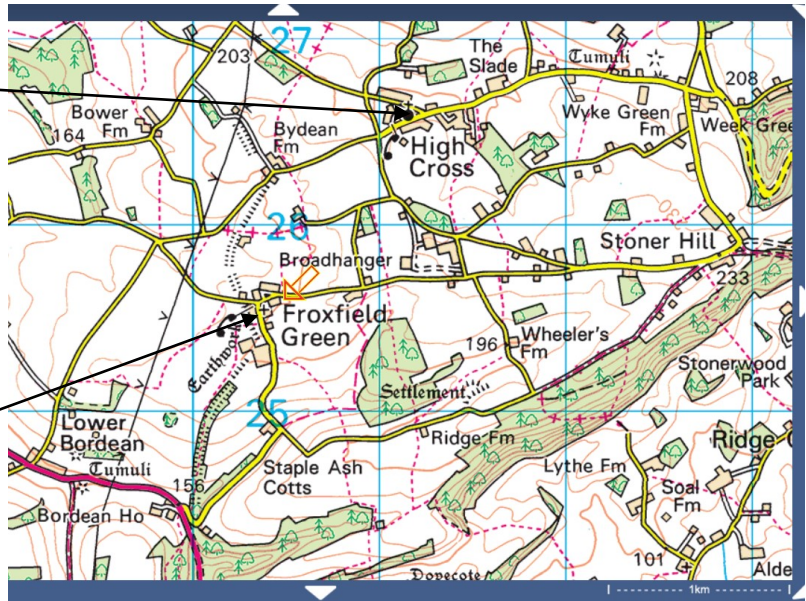 27
The
Slade
Tumuli
203
208
Bower
Fm
164
Bydean
Fm
Wyke Green
Fm
Week Gree
High
Cross
26
Stoner Hill
Broadhanger
233
Froxfield
Green
Wheeler's
Fm
196
Earthwo
Stonerwood
Park
Settlement
25
Lower
Bordean
Ridge Fm
Ridge
Tumuli
Staple Ash
Cotts
Lythe Fm
Soal
Fm
156
Bordean Ho
101
Alde
Dovecote
1km